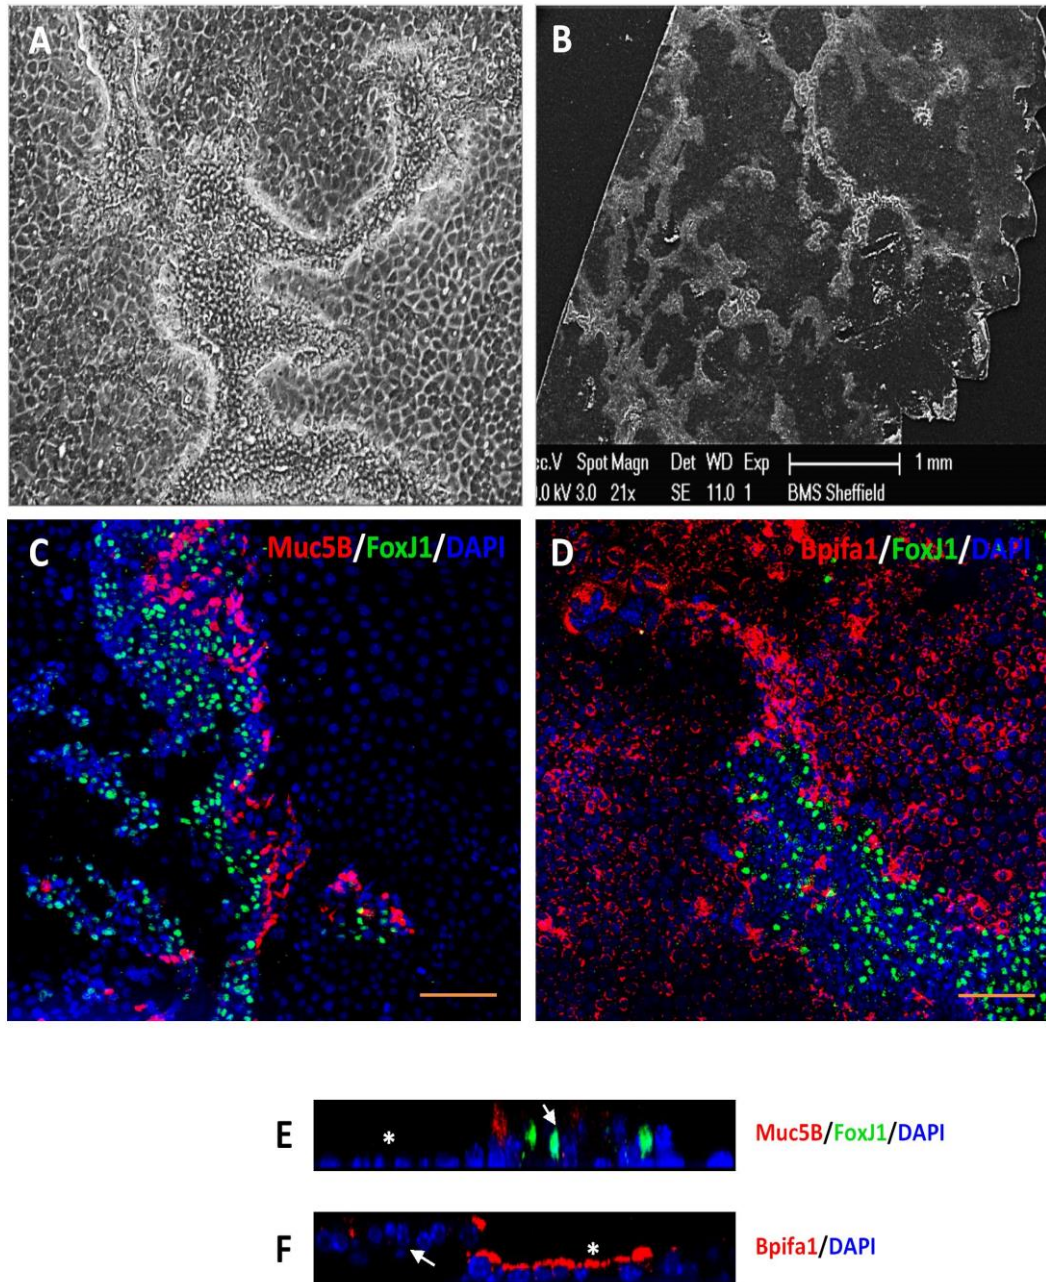 A
B
cc.V Spot Magn Det WD Exp 1 mm
0.0 kV 3.0 21x SE 11.0 1 BMS Sheffield
C Muc5B/FoxJ1/DAPI
D Bpifa1/FoxJ1/DAPI
E * Muc5B/FoxJ1/DAPI
F * Bpifa1/DAPI